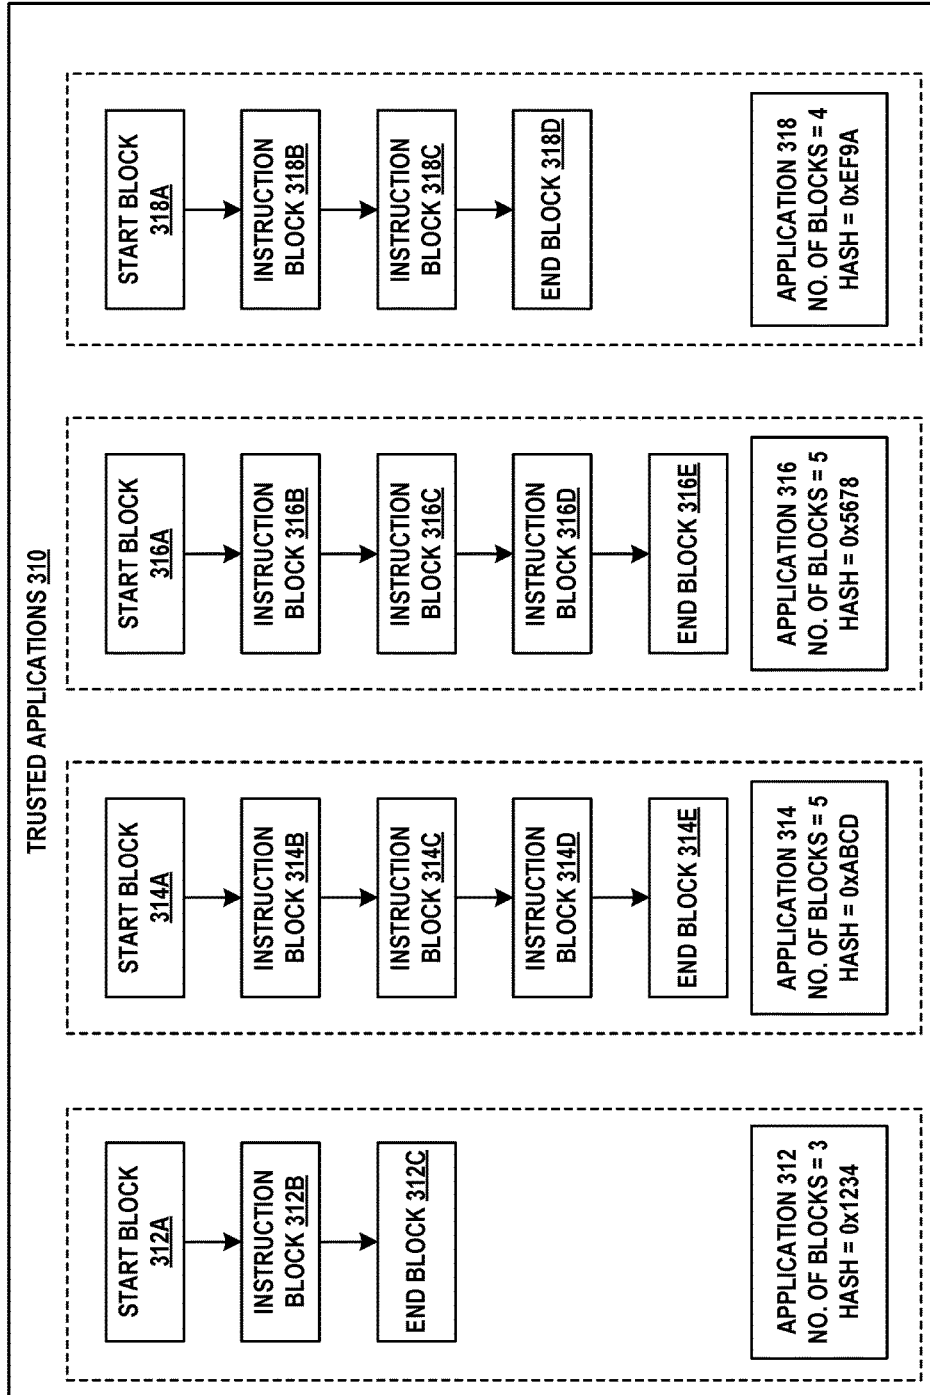 TRUSTED APPLICATIONS 310
START BLOCK
312A
INSTRUCTION
BLOCK 312B
END BLOCK 312C
APPLICATION 312
NO. OF BLOCKS = 3
HASH = 0x1234
START BLOCK
314A
INSTRUCTION
BLOCK 314B
INSTRUCTION
BLOCK 314C
INSTRUCTION
BLOCK 314D
END BLOCK 314E
APPLICATION 314
NO. OF BLOCKS = 5
HASH = 0xABCD
START BLOCK
316A
INSTRUCTION
BLOCK 316B
INSTRUCTION
BLOCK 316C
INSTRUCTION
BLOCK 316D
END BLOCK 316E
APPLICATION 316
NO. OF BLOCKS = 5
HASH = 0x5678
START BLOCK
318A
INSTRUCTION
BLOCK 318B
INSTRUCTION
BLOCK 318C
END BLOCK 318D
APPLICATION 318
NO. OF BLOCKS = 4
HASH = 0xEF9A